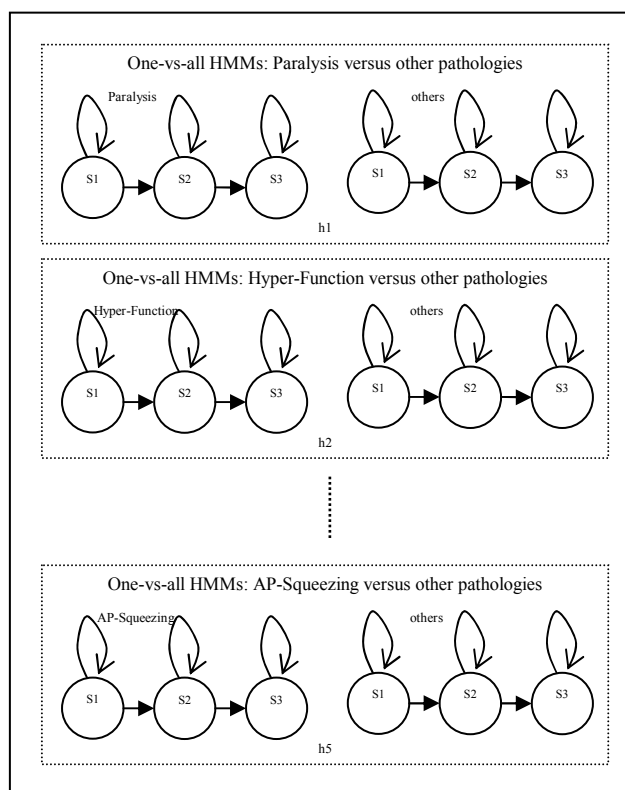 One-vs-all HMMs: Paralysis versus other pathologies
Paralysis others
S1 S2 S3 S1 S2 S3
h1
One-vs-all HMMs: Hyper-Function versus other pathologies
Hyper-Function others
S1 S2 S3 S1 S2 S3
h2
One-vs-all HMMs: AP-Squeezing versus other pathologies
AP-Squeezing others
S1 S2 S3 S1 S2 S3
h5